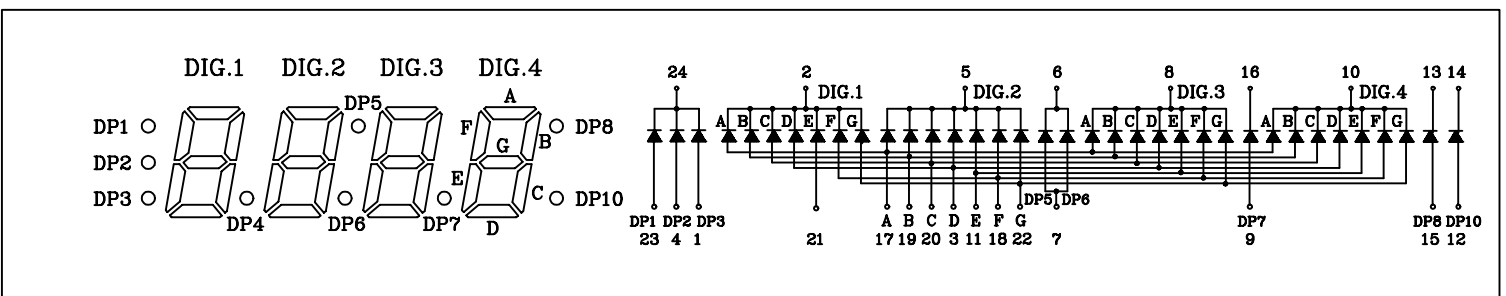 DIG.1 DIG.2 DIG.3 DIG.4
A
DP5
DP1 F B DP8
G
DP2
E
DP3 C DP10
DP4 DP6 DP7
D
24 2 5 6 8 16 10 13 14
DIG.1 DIG.2 DIG.3 DIG.4
A B C D E F G A B C D E F G A B C D E F G
DP5 DP6
DP1 DP2 DP3 A B C D E F G DP7 DP8 DP10
23 4 1 21 17 19 20 3 11 18 22 7 9 15 12